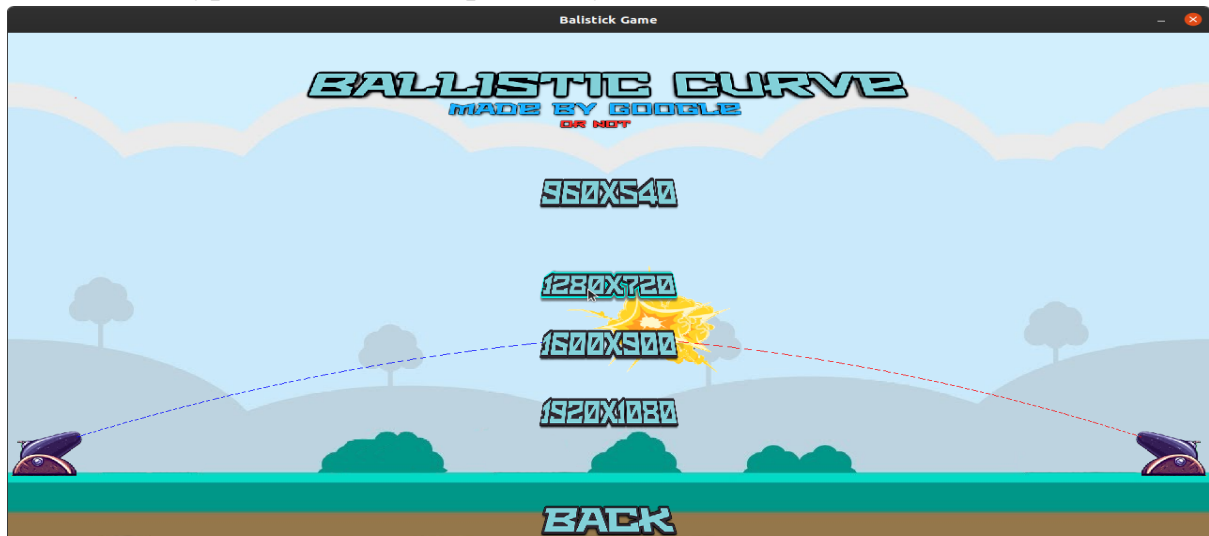 Balistick Game
BALLISTIC CURVE
MADE BY GOOGLE
OR NOT
960X540
1280X720
1600X900
1920X1080
BACK